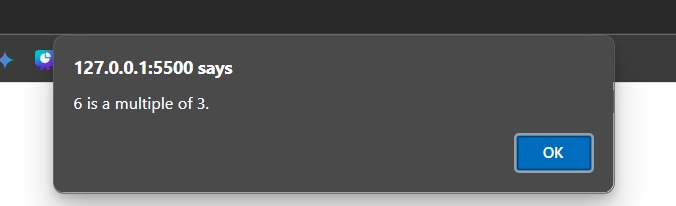 127.0.0.1:5500 says
6 is a multiple of 3.
OK